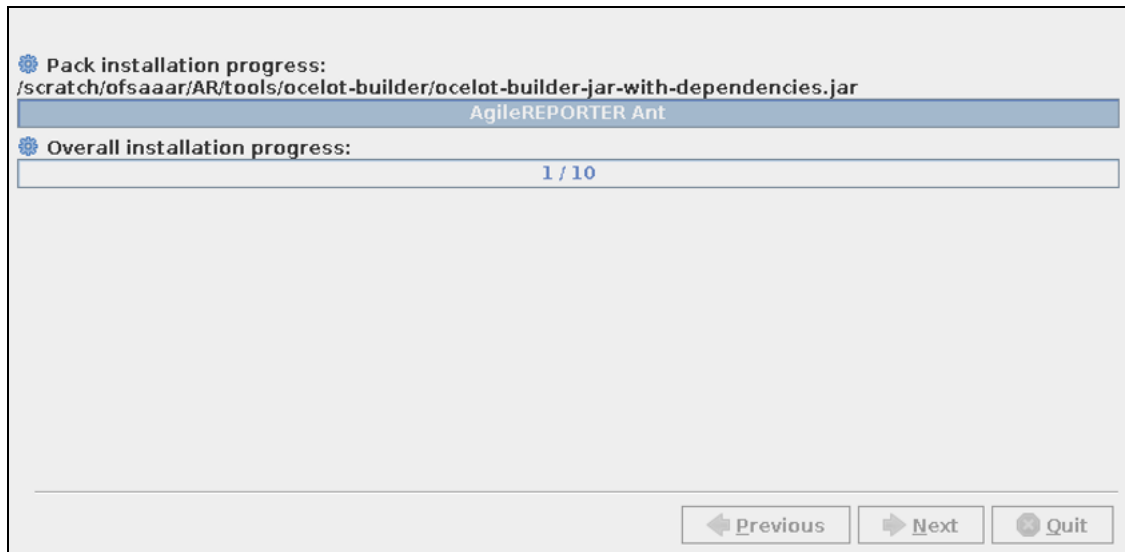 Pack installation progress:
/scratch/ofsaaar/AR/tools/ocelot-builder/ocelot-builder-jar-with-dependencies.jar
AgileREPORTER Ant
Overall installation progress:
1 / 10
Previous Next Quit